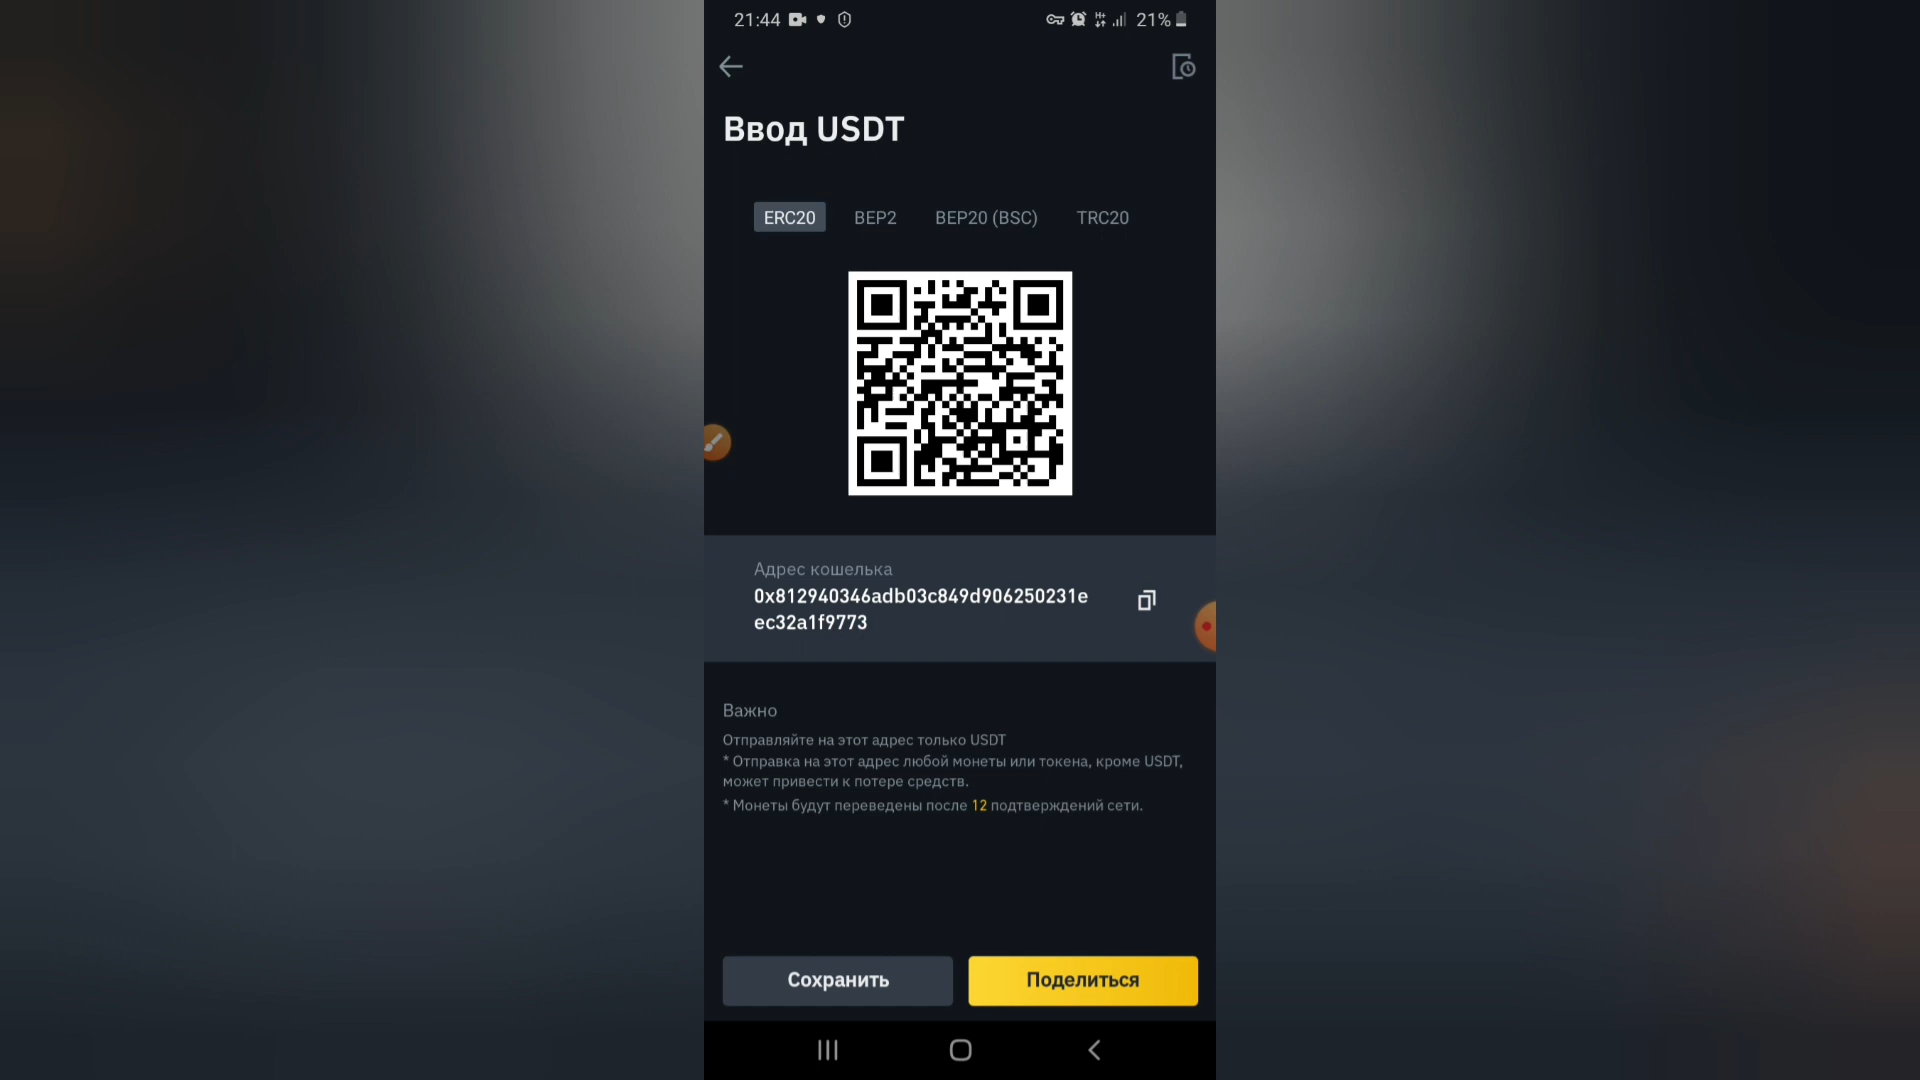 21:44
21%
Ввод USDT
ERC20 BEP2 BEP20 (BSC) TRC20
Адрес кошелька
0x812940346adb03c849d906250231e
ec32a1f9773
Важно
Отправляйте на этот адрес только USDT
* Отправка на этот адрес любой монеты или токена, кроме USDT,
может привести к потере средств.
* Монеты будут переведены после 12 подтверждений сети.
Сохранить Поделиться